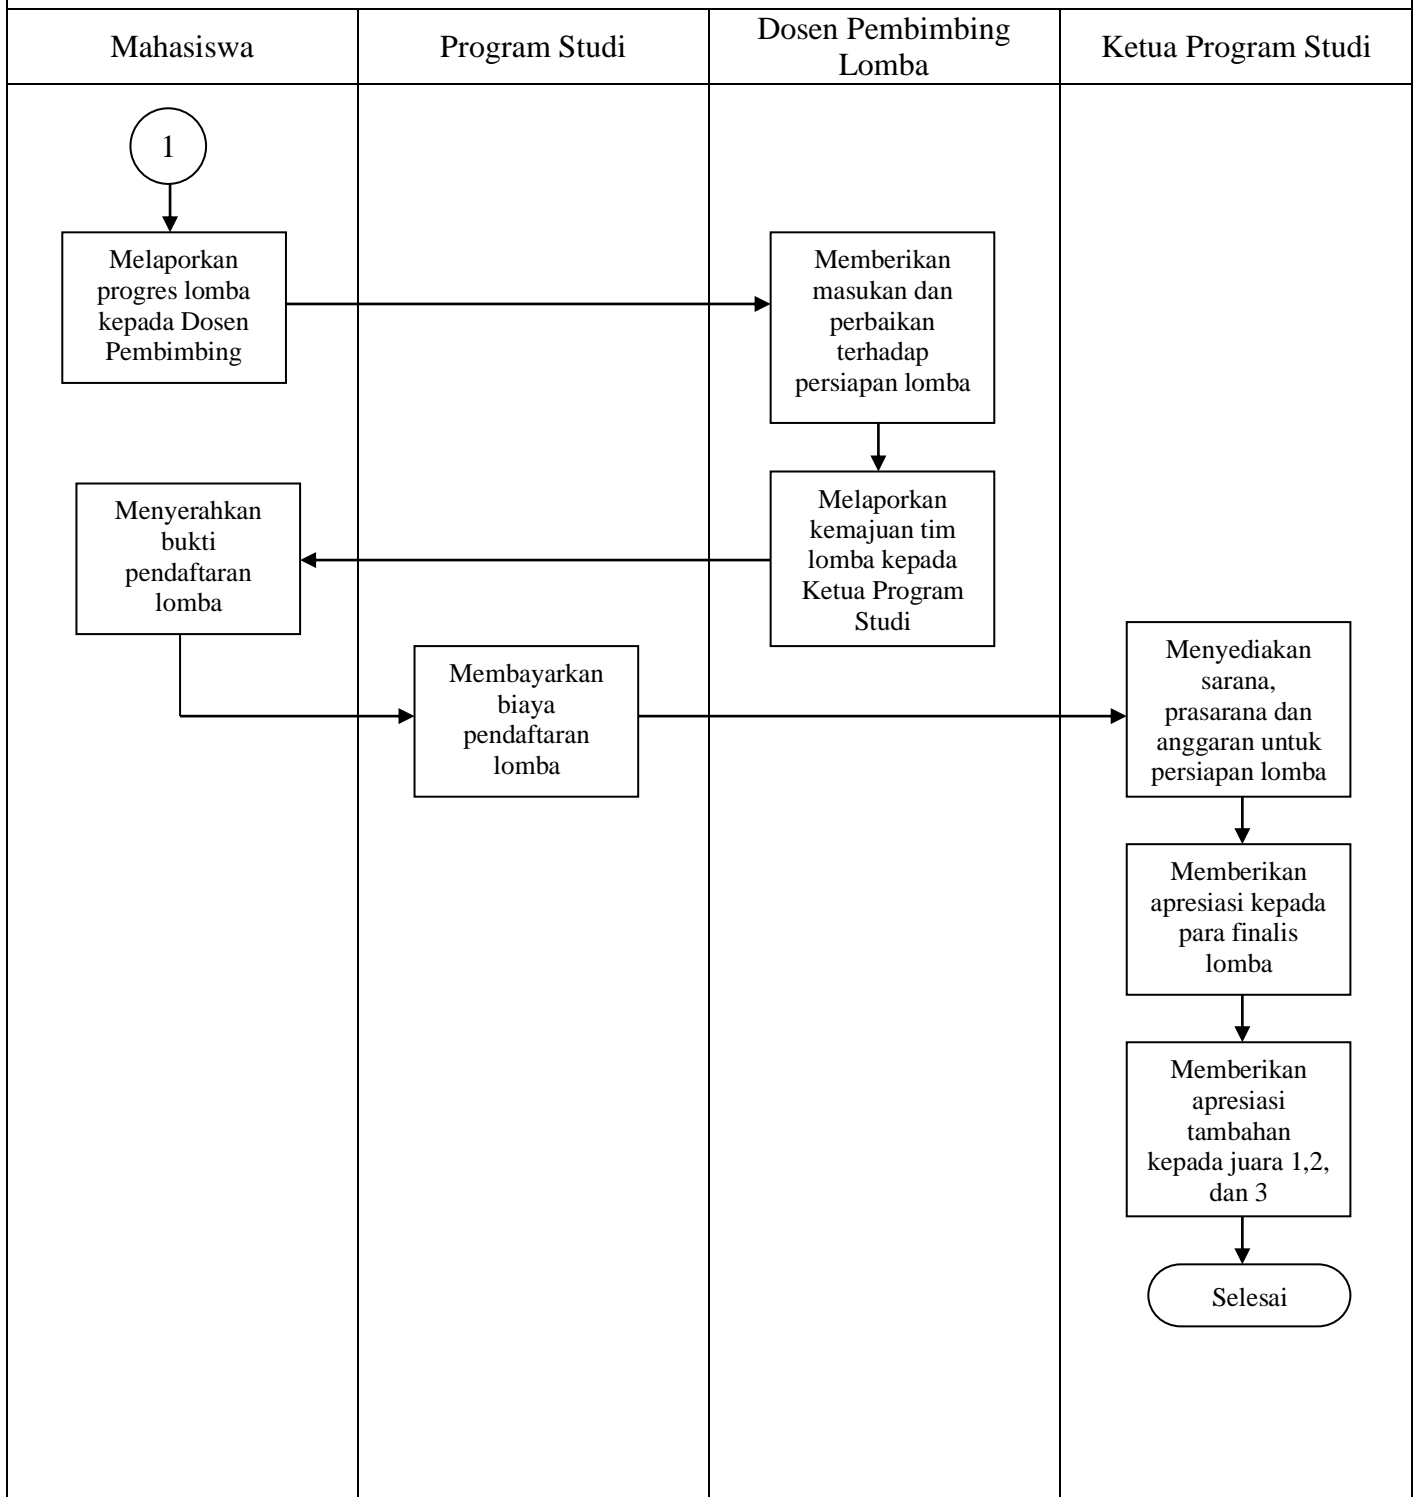 Mahasiswa
Program Studi
Dosen Pembimbing
Lomba
Ketua Program Studi
1
Melaporkan
progres lomba
kepada Dosen
Pembimbing
Memberikan
masukan dan
perbaikan
terhadap
persiapan lomba
Menyerahkan
bukti
pendaftaran
lomba
Melaporkan
kemajuan tim
lomba kepada
Ketua Program
Studi
Membayarkan
biaya
pendaftaran
lomba
Menyediakan
sarana,
prasarana dan
anggaran untuk
persiapan lomba
Memberikan
apresiasi kepada
para finalis
lomba
Memberikan
apresiasi
tambahan
kepada juara 1,2,
dan 3
Selesai